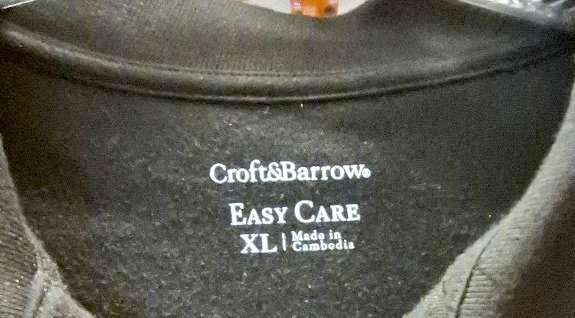 Croft&Barrow®
EASY CARE
XL | Made in
Cambodia